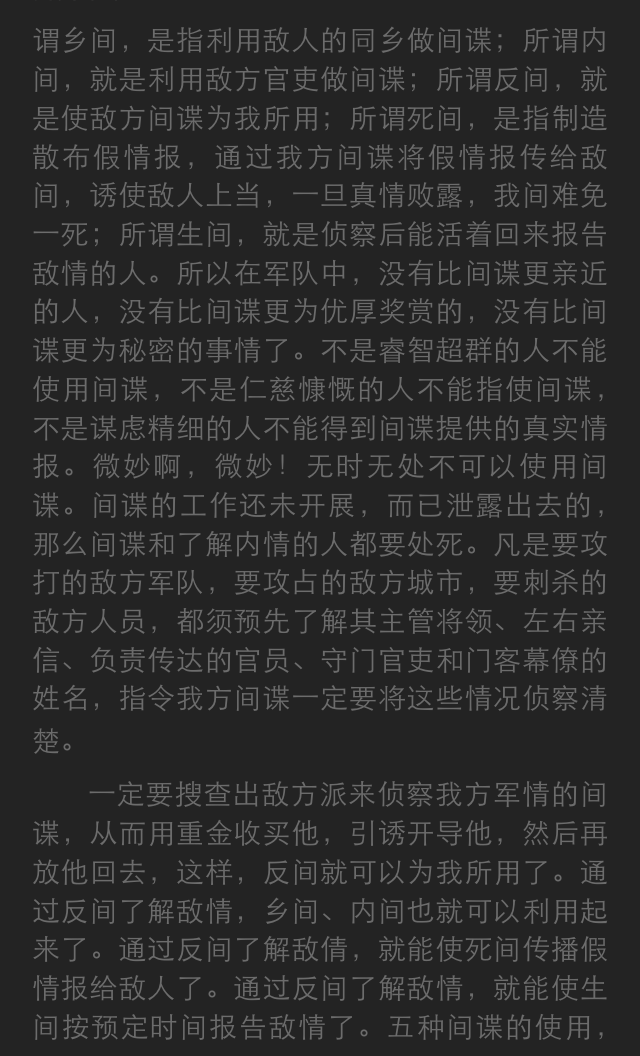 谓乡间，是指利用敌人的同乡做间谍；所谓内
间，就是利用敌方官吏做间谍；所谓反间，就
是使敌方间谍为我所用；所谓死间，是指制造
散布假情报，通过我方间谍将假情报传给敌
间，诱使敌人上当，一旦真情败露，我间难免
一死；所谓生间，就是侦察后能活着回来报告
敌情的人。所以在军队中，没有比间谍更亲近
的人，没有比间谍更为优厚奖赏的，没有比间
谍更为秘密的事情了。不是睿智超群的人不能
使用间谍，不是仁慈慷慨的人不能指使间谍，
不是谋虑精细的人不能得到间谍提供的真实情
报。微妙啊，微妙！无时无处不可以使用间
谍。间谍的工作还未开展，而已泄露出去的，
那么间谍和了解内情的人都要处死。凡是要攻
打的敌方军队，要攻占的敌方城市，要刺杀的
敌方人员，都须预先了解其主管将领、左右亲
信、负责传达的官员、守门官吏和门客幕僚的
姓名，指令我方间谍一定要将这些情况侦察清
楚。
一定要搜查出敌方派来侦察我方军情的间
谍，从而用重金收买他，引诱开导他，然后再
放他回去，这样，反间就可以为我所用了。通
过反间了解敌情，乡间、内间也就可以利用起
来了。通过反间了解敌倩，就能使死间传播假
情报给敌人了。通过反间了解敌情，就能使生
间按预定时间报告敌情了。五种间谍的使用，